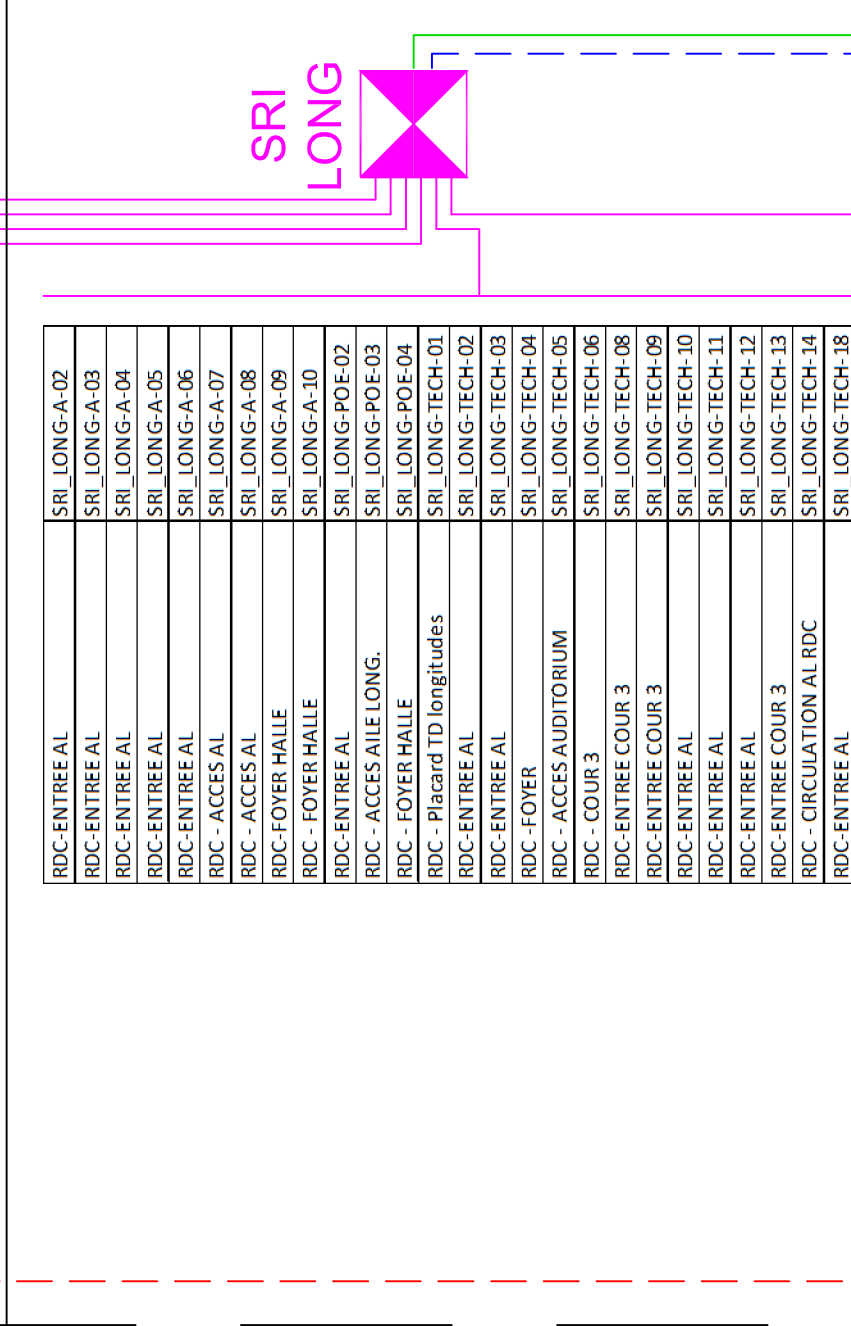 SRI
LONG
RDC-ENTREE AL SRI_LONG-A-02
RDC-ENTREE AL SRI_LONG-A-03
RDC-ENTREE AL SRI_LONG-A-04
RDC-ENTREE AL SRI_LONG-A-05
RDC-ENTREE AL SRI_LONG-A-06
RDC - ACCES AL SRI_LONG-A-07
RDC - ACCES AL SRI_LONG-A-08
RDC-FOYER HALLE SRI_LONG-A-09
RDC - FOYER HALLE SRI_LONG-A-10
RDC-ENTREE AL SRI_LONG-POE-02
RDC - ACCES AILE LONG. SRI_LONG-POE-03
RDC - FOYER HALLE SRI_LONG-POE-04
RDC - Placard TD longitudes SRI_LONG-TECH-01
RDC-ENTREE AL SRI_LONG-TECH-02
RDC-ENTREE AL SRI_LONG-TECH-03
RDC -FOYER SRI_LONG-TECH-04
RDC - ACCES AUDITORIUM SRI_LONG-TECH-05
RDC - COUR 3 SRI_LONG-TECH-06
RDC-ENTREE COUR 3 SRI_LONG-TECH-08
RDC-ENTREE COUR 3 SRI_LONG-TECH-09
RDC-ENTREE AL SRI_LONG-TECH-10
RDC-ENTREE AL SRI_LONG-TECH-11
RDC-ENTREE AL SRI_LONG-TECH-12
RDC-ENTREE COUR 3 SRI_LONG-TECH-13
RDC - CIRCULATION AL RDC SRI_LONG-TECH-14
RDC-ENTREE AL SRI_LONG-TECH-18